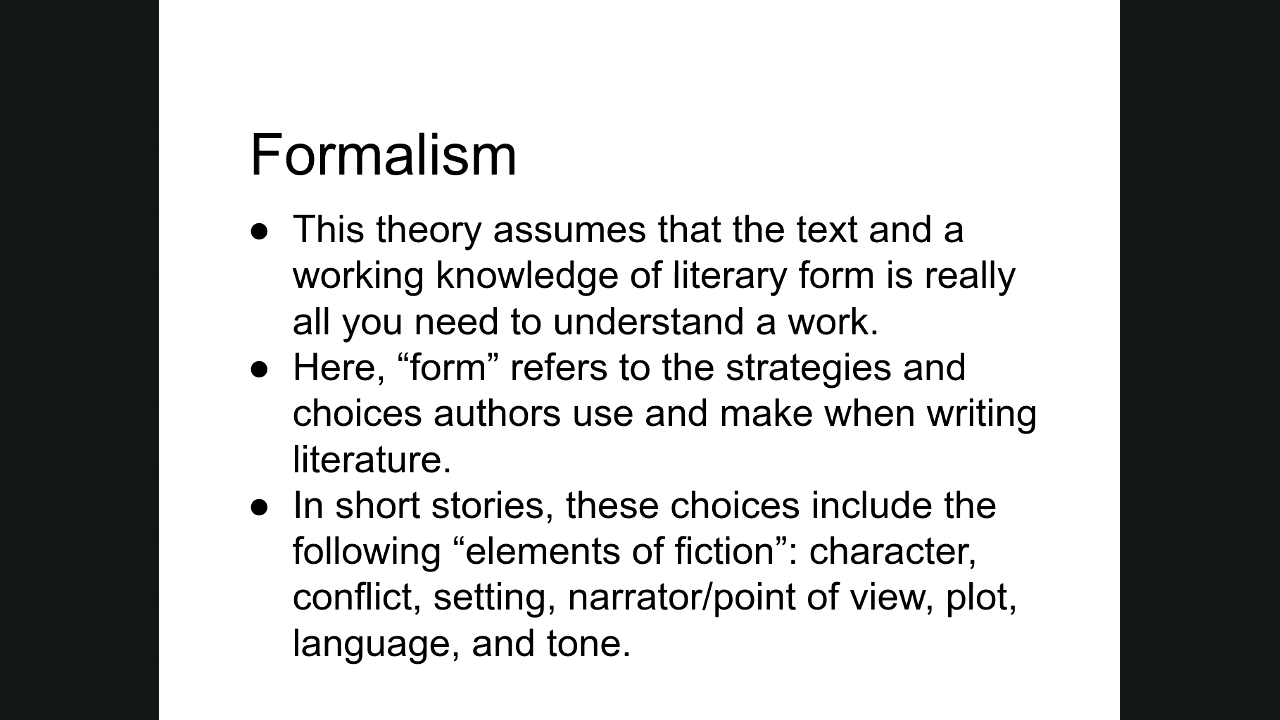 Formalism
● This theory assumes that the text and a
working knowledge of literary form is really
all you need to understand a work.
● Here, “form” refers to the strategies and
choices authors use and make when writing
literature.
● In short stories, these choices include the
following “elements of fiction”: character,
conflict, setting, narrator/point of view, plot,
language, and tone.